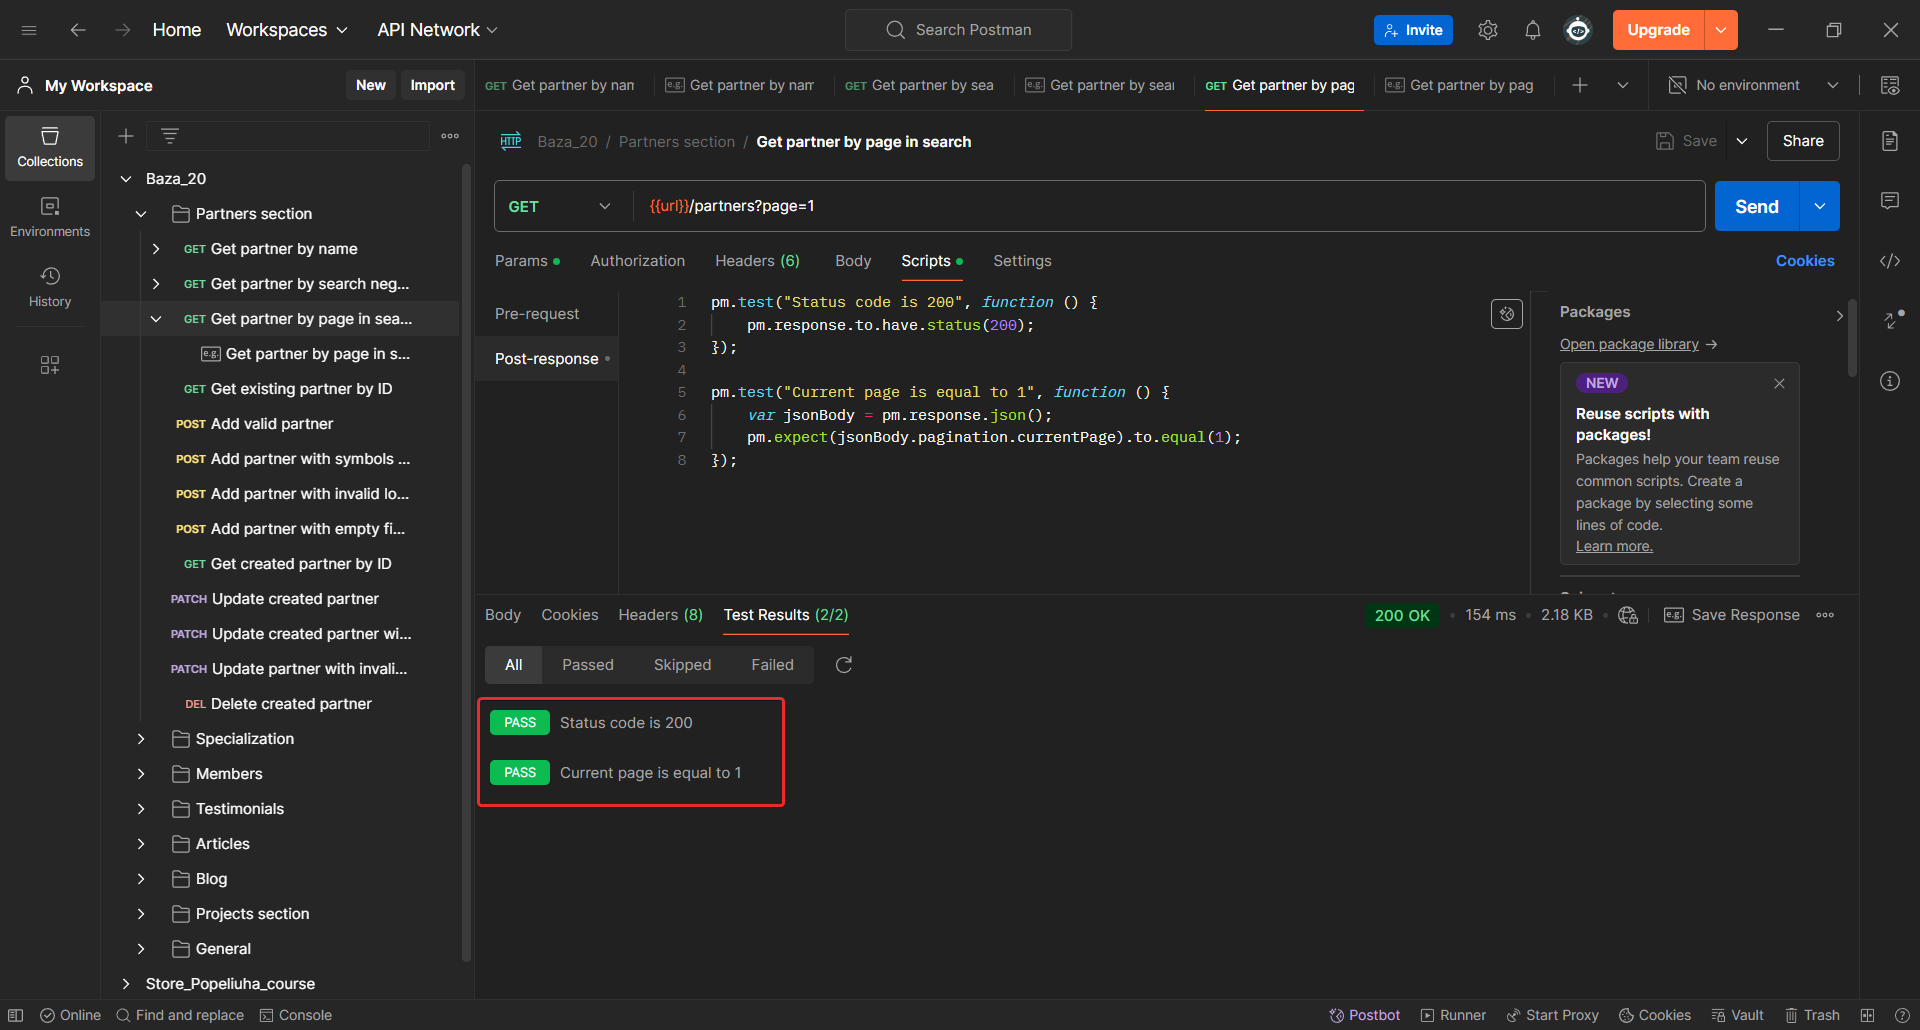 Home Workspaces API Network Search Postman Invite Upgrade
My Workspace New Import
GET Get partner by nam e.g. Get partner by nam GET Get partner by sea e.g. Get partner by sear GET Get partner by pag e.g. Get partner by pag No environment
Collections
Environments
History
Baza_20
Partners section
GET Get partner by name
GET Get partner by search neg...
GET Get partner by page in sea...
e.g. Get partner by page in s...
GET Get existing partner by ID
POST Add valid partner
POST Add partner with symbols ...
POST Add partner with invalid lo...
POST Add partner with empty fi...
GET Get created partner by ID
PATCH Update created partner
PATCH Update created partner wi...
PATCH Update partner with invali...
DEL Delete created partner
Specialization
Members
Testimonials
Articles
Blog
Projects section
General
Store_Popeliuha_course
HTTP Baza_20 / Partners section / Get partner by page in search Save Share
GET {{url}}/partners?page=1 Send
Params Authorization Headers (6) Body Scripts Settings Cookies
Pre-request
Post-response
1 pm.test("Status code is 200", function () {
2 pm.response.to.have.status(200);
3 });
4
5 pm.test("Current page is equal to 1", function () {
6 var jsonBody = pm.response.json();
7 pm.expect(jsonBody.pagination.currentPage).to.equal(1);
8 });
Packages
Open package library →
NEW
Reuse scripts with
packages!
Packages help your team reuse
common scripts. Create a
package by selecting some
lines of code.
Learn more.
Body Cookies Headers (8) Test Results (2/2) 200 OK 154 ms 2.18 KB e.g. Save Response
All Passed Skipped Failed
PASS Status code is 200
PASS Current page is equal to 1
Online Find and replace Console Postbot Runner Start Proxy Cookies Vault Trash